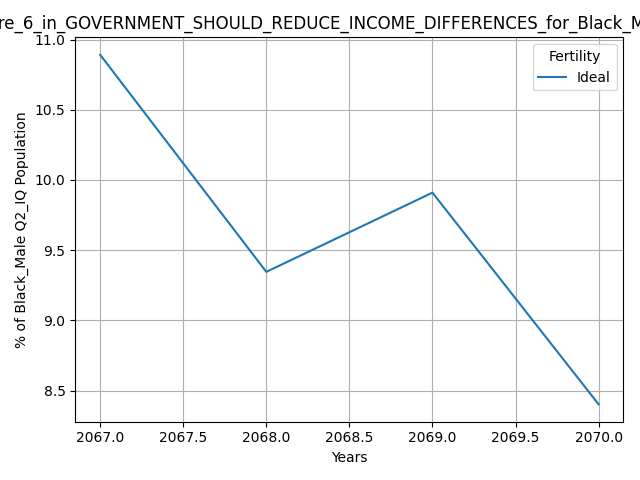 re_6_in_GOVERNMENT_SHOULD_REDUCE_INCOME_DIFFERENCES_for_Black_M
11.0
10.5
10.0
9.5
9.0
8.5
% of Black_Male Q2_IQ Population
Fertility
Ideal
2067.0 2067.5 2068.0 2068.5 2069.0 2069.5 2070.0
Years